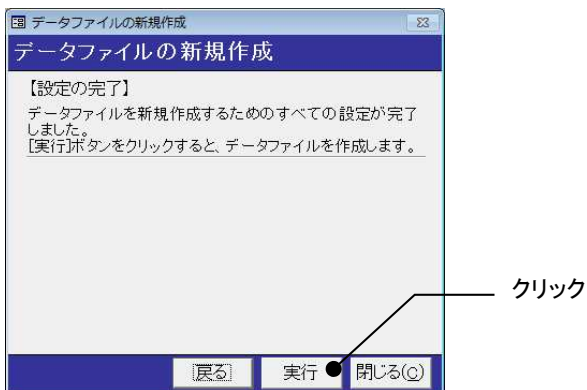 データファイルの新規作成
データファイルの新規作成
【設定の完了】
データファイルを新規作成するためのすべての設定が完了
しました。
[実行]ボタンをクリックすると、データファイルを作成します。
クリック
戻る 実行 閉じる(C)